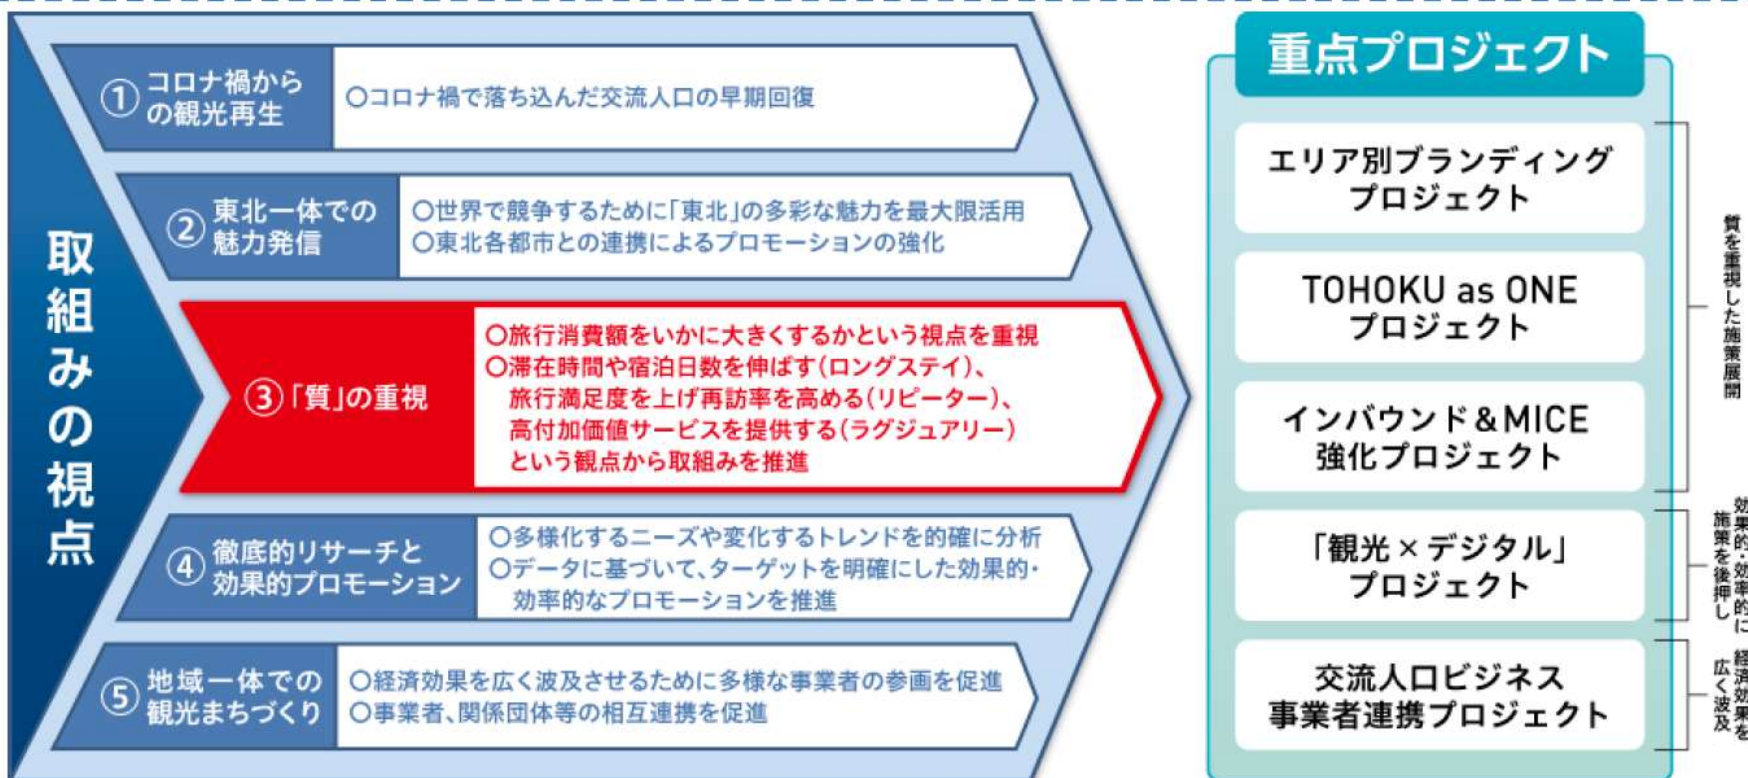 取組みの視点
①コロナ禍から
の観光再生
〇コロナ禍で落ち込んだ交流人口の早期回復
②東北一体での
魅力発信
〇世界で競争するために「東北」の多彩な魅力を最大限活用
〇東北各都市との連携によるプロモーションの強化
③「質」の重視
〇旅行消費額をいかに大きくするかという視点を重視
〇滞在時間や宿泊日数を伸ばす(ロングステイ)、
旅行満足度を上げ再訪率を高める(リピーター)、
高付加価値サービスを提供する(ラグジュアリー)
という観点から取組みを推進
④徹底的リサーチと
効果的プロモーション
〇多様化するニーズや変化するトレンドを的確に分析
〇データに基づいて、ターゲットを明確にした効果的・
効率的なプロモーションを推進
⑤地域一体での
観光まちづくり
〇経済効果を広く波及させるために多様な事業者の参画を促進
〇事業者、関係団体等の相互連携を促進
重点プロジェクト
エリア別ブランディング
プロジェクト
TOHOKU as ONE
プロジェクト
インバウンド&MICE
強化プロジェクト
質を重視した施策展開
「観光×デジタル」
プロジェクト
効果的・効率的に
施策を後押し
交流人口ビジネス
事業者連携プロジェクト
経済効果を
広く波及